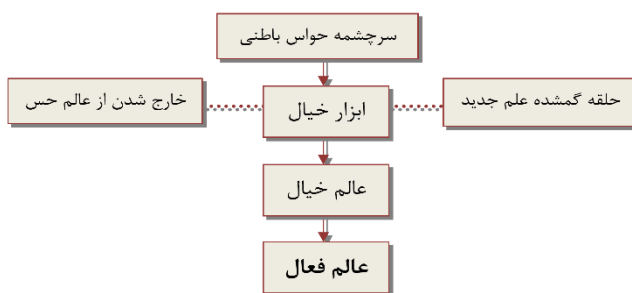 سرچشمه حواس باطنی
حلقه گمشده علم جدید
ابزار خیال
خارج شدن از عالم حس
عالم خیال
عالم فعال